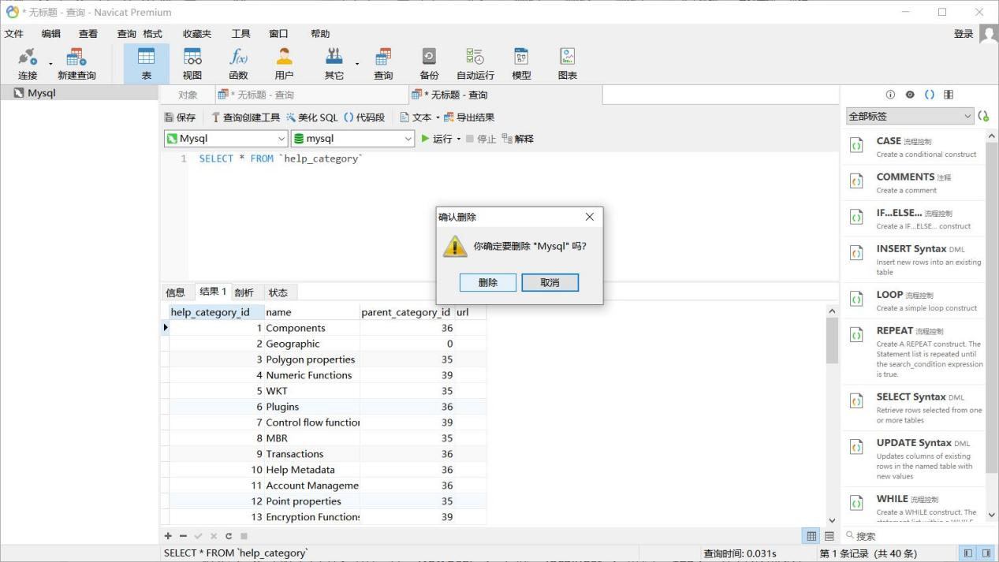 * 无标题 - 查询 - Navicat Premium
文件 编辑 查看 查询 格式 收藏夹 工具 窗口 帮助 登录
连接 新建查询 表 视图 函数 用户 其它 查询 备份 自动运行 模型 图表
Mysql
对象 * 无标题 - 查询 * 无标题 - 查询
保存 查询创建工具 美化 SQL () 代码段 文本 导出结果
Mysql mysql 运行 停止 解释
1 SELECT * FROM `help_category`
确认删除
你确定要删除 "Mysql" 吗?
删除 取消
信息 结果 1 剖析 状态
help_category_id name parent_category_id url
1 Components 36
2 Geographic 0
3 Polygon properties 35
4 Numeric Functions 39
5 WKT 35
6 Plugins 36
7 Control flow function 39
8 MBR 35
9 Transactions 36
10 Help Metadata 36
11 Account Manageme 36
12 Point properties 35
13 Encryption Functions 39
SELECT * FROM `help_category` 查询时间: 0.031s 第 1 条记录 (共 40 条)
全部标签
CASE 流程控制
Create a conditional construct
COMMENTS 注释
Create a comment
IF...ELSE... 流程控制
Create a IF...ELSE... construct
INSERT Syntax DML
Insert new rows into an existing
table
LOOP 流程控制
Create a simple loop construct
REPEAT 流程控制
Create A REPEAT construct. The
Statement list is repeated until
the search_condition expression
is true.
SELECT Syntax DML
Retrieve rows selected from one
or more tables
UPDATE Syntax DML
Updates columns of existing
rows in the named table with
new values
WHILE 流程控制
Create a WHILE construct. The
statement list within a WHILE
搜索